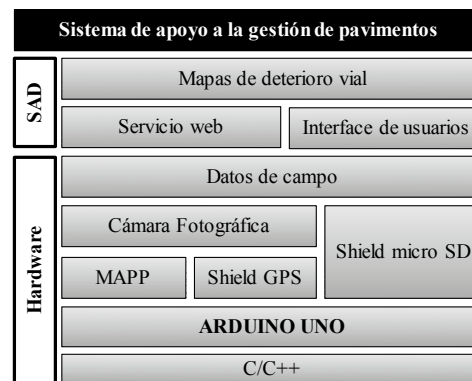 Sistema de apoyo a la gestión de pavimentos
SAD
Mapas de deterioro vial
Servicio web
Interface de usuarios
Hardware
Datos de campo
Cámara Fotográfica
Shield micro SD
MAPP
Shield GPS
ARDUINO UNO
C/C++